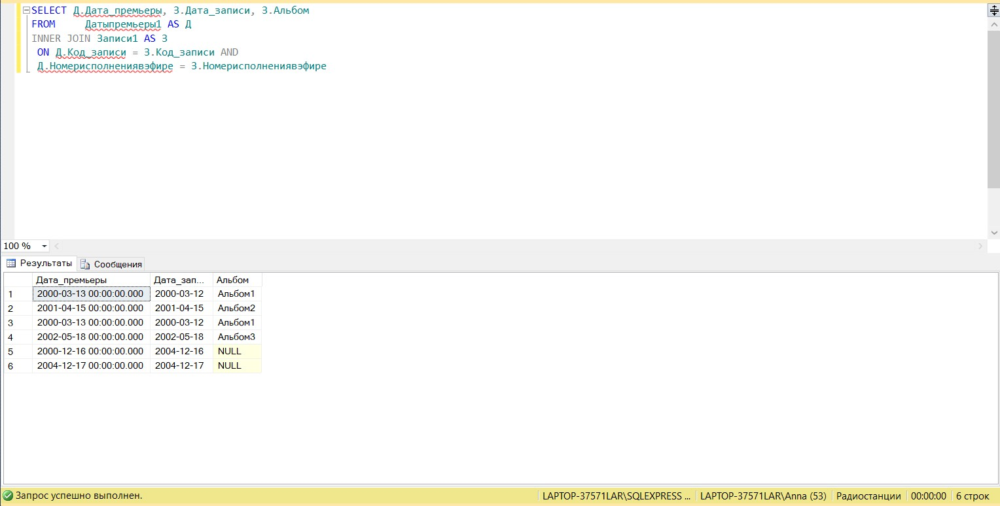 SELECT Д.Дата_премьеры, З.Дата_записи, З.Альбом
FROM Датыпремьеры1 AS Д
INNER JOIN Записи1 AS З
ON Д.Код_записи = З.Код_записи AND
Д.Номерисполнениявэфире = З.Номерисполнениявэфире
100 %
Результаты Сообщения
Дата_премьеры Дата_зап... Альбом
1 2000-03-13 00:00:00.000 2000-03-12 Альбом1
2 2001-04-15 00:00:00.000 2001-04-15 Альбом2
3 2000-03-13 00:00:00.000 2000-03-12 Альбом1
4 2002-05-18 00:00:00.000 2002-05-18 Альбом3
5 2000-12-16 00:00:00.000 2004-12-16 NULL
6 2004-12-17 00:00:00.000 2004-12-17 NULL
Запрос успешно выполнен. LAPTOP-37571LAR\SQLEXPRESS ... LAPTOP-37571LAR\Anna (53) Радиостанции 00:00:00 6 строк